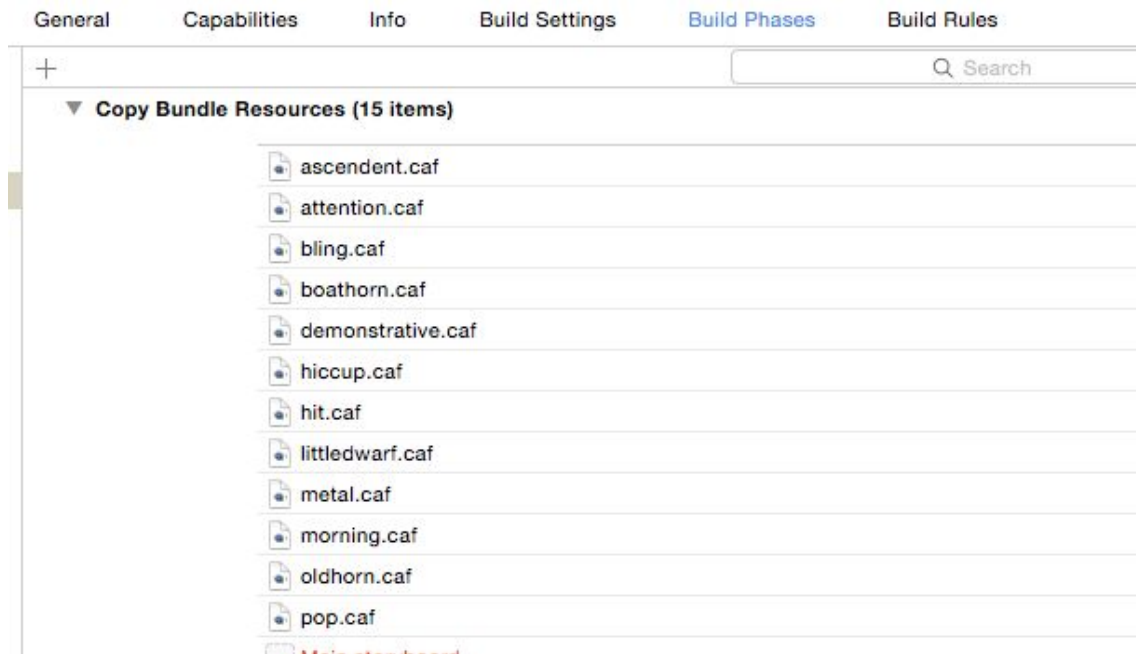 General Capabilities Info Build Settings Build Phases Build Rules
Search
Copy Bundle Resources (15 items)
ascendent.caf
attention.caf
bling.caf
boathorn.caf
demonstrative.caf
hiccup.caf
hit.caf
littledwarf.caf
metal.caf
morning.caf
oldhorn.caf
pop.caf
Main.storyboard